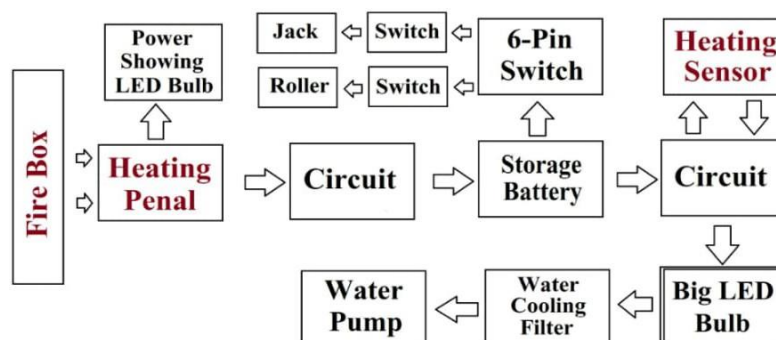 Power
Showing
LED Bulb
Jack
Switch
6-Pin
Switch
Heating
Sensor
Roller
Switch
Fire Box
Heating
Penal
Circuit
Storage
Battery
Circuit
Water
Pump
Water
Cooling
Filter
Big LED
Bulb